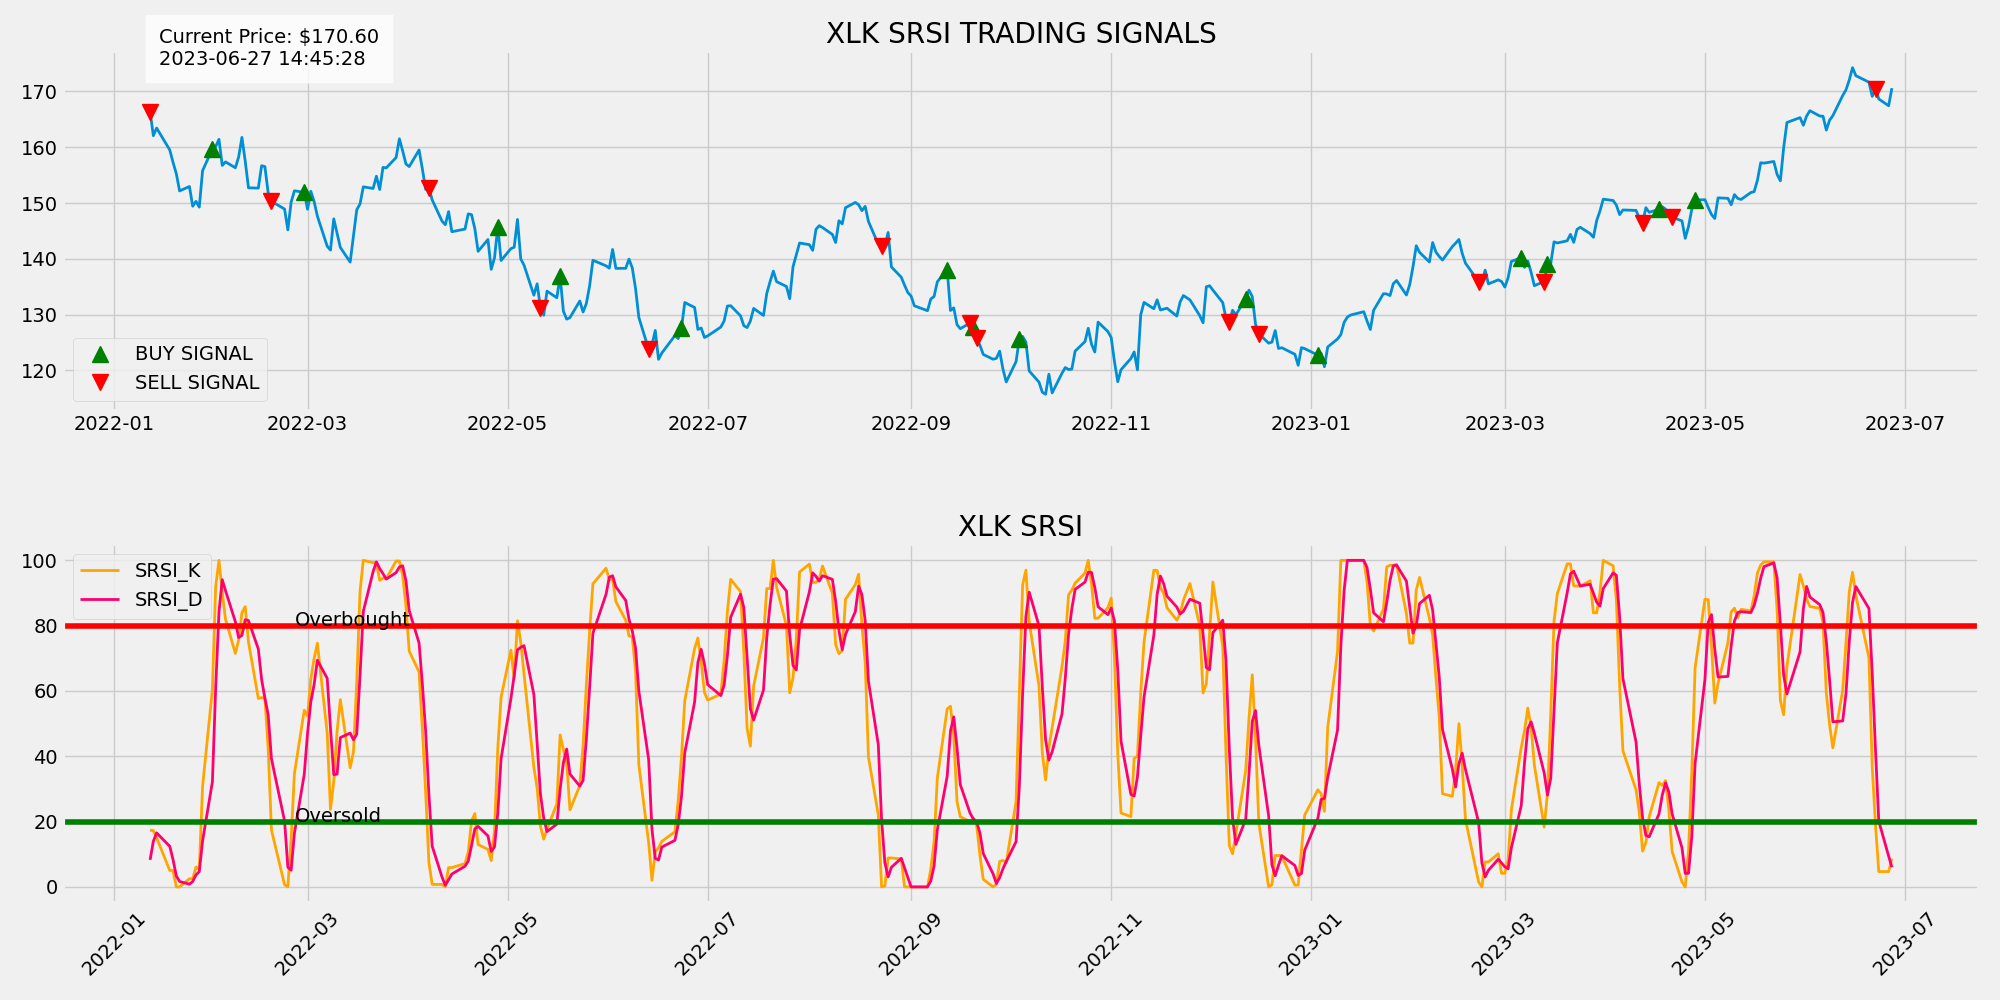 XLK SRSI TRADING SIGNALS
Current Price: $170.60
2023-06-27 14:45:28
170
160
150
140
130
120
BUY SIGNAL
SELL SIGNAL
2022-01 2022-03 2022-05 2022-07 2022-09 2022-11 2023-01 2023-03 2023-05 2023-07
XLK SRSI
100
80
60
40
20
0
SRSI_K
SRSI_D
Overbought
Oversold
2022-01 2022-03 2022-05 2022-07 2022-09 2022-11 2023-01 2023-03 2023-05 2023-07